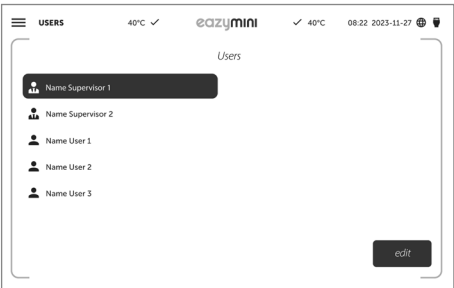 USERS 40°C eazymini 40°C 08:22 2023-11-27
Users
Name Supervisor 1
Name Supervisor 2
Name User 1
Name User 2
Name User 3
edit